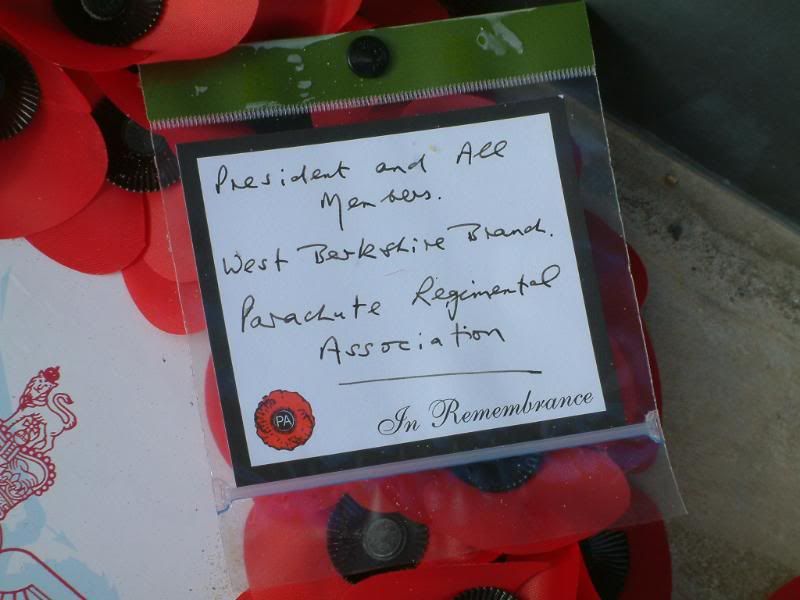 President and All
Members.
West Berkshire Branch.
Parachute Regimental
Association
In Remembrance
PA